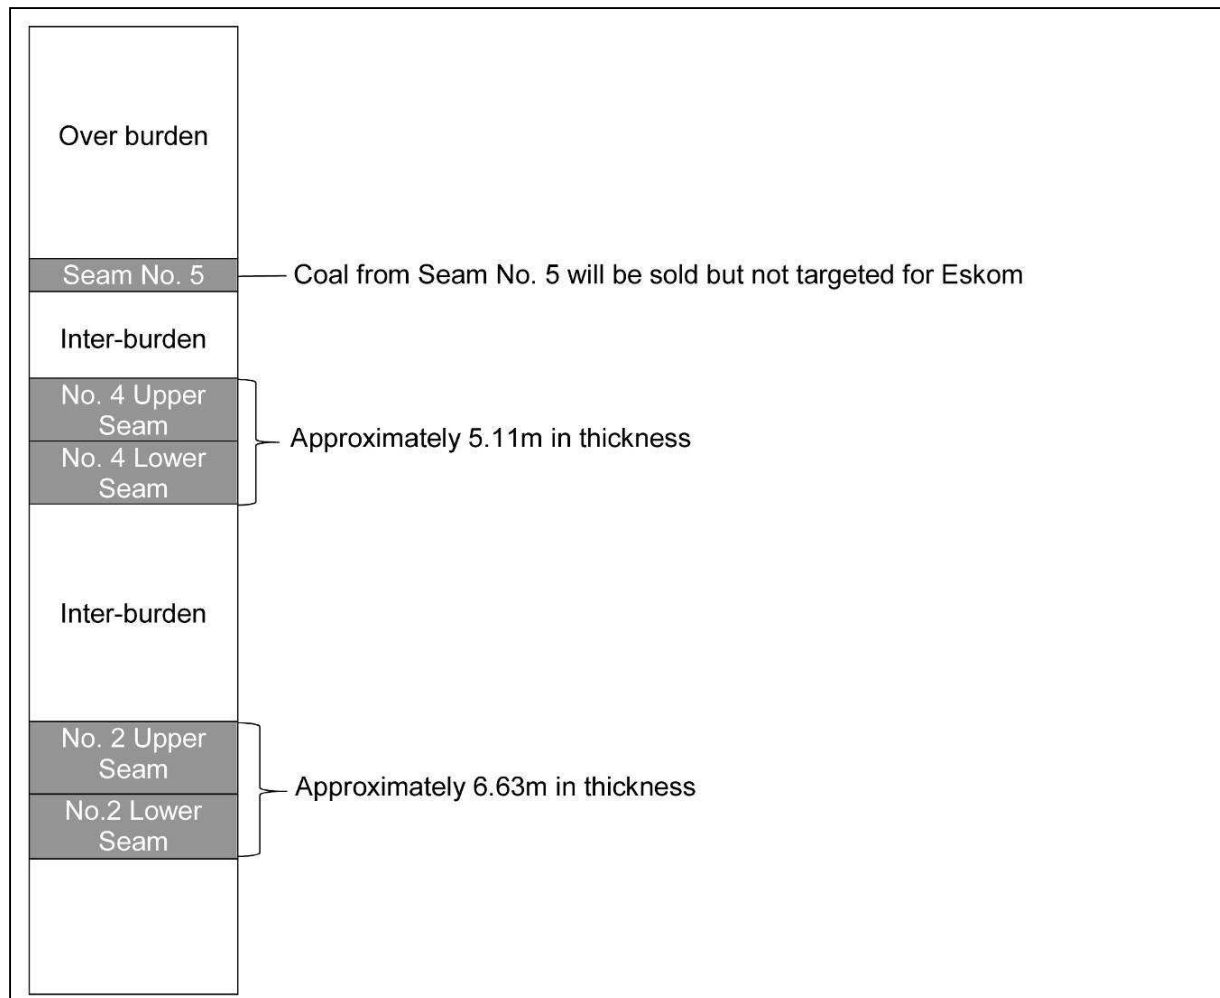 Over burden
Seam No. 5
Coal from Seam No. 5 will be sold but not targeted for Eskom
Inter-burden
No. 4 Upper
Seam
Approximately 5.11m in thickness
No. 4 Lower
Seam
Inter-burden
No. 2 Upper
Seam
Approximately 6.63m in thickness
No.2 Lower
Seam